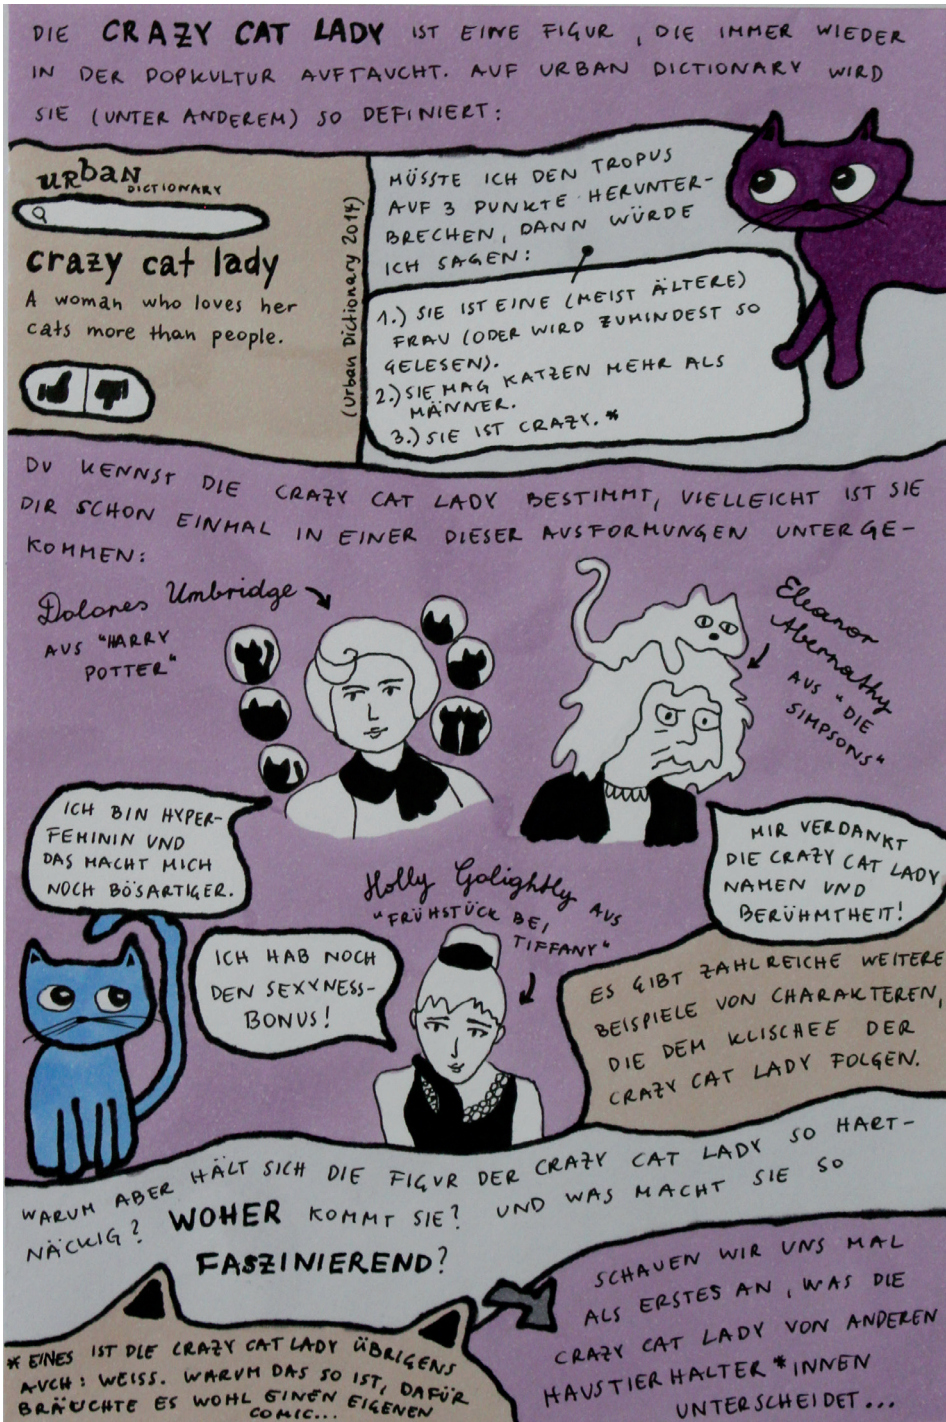 DIE CRAZY CAT LADY IST EINE FIGUR, DIE IMMER WIEDER
IN DER POPKULTUR AUFTAUCHT. AUF URBAN DICTIONARY WIRD
SIE (UNTER ANDEREM) SO DEFINIERT:
URBAN
DICTIONARY
crazy cat lady
A woman who loves her
cats more than people.
(Urban Dictionary 2017)
MÜSSTE ICH DEN TROPUS
AUF 3 PUNKTE HERUNTER-
BRECHEN, DANN WÜRDE
ICH SAGEN:
1.) SIE IST EINE (MEIST ÄLTERE)
FRAU (ODER WIRD ZUMINDEST SO
GELESEN).
2.) SIE MAG KATZEN MEHR ALS
MÄNNER.
3.) SIE IST CRAZY.*
DU KENNST DIE CRAZY CAT LADY BESTIMMT, VIELLEICHT IST SIE
DIR SCHON EINMAL IN EINER DIESER AUSFORMUNGEN UNTERGE-
KOMMEN:
Dolores Umbridge
AUS "HARRY
POTTER"
Eleanor
Abernathy
AUS "DIE
SIMPSONS"
ICH BIN HYPER-
FEMININ UND
DAS MACHT MICH
NOCH BÖSARTIGER.
MIR VERDANKT
DIE CRAZY CAT LADY
NAMEN UND
BERÜHMTHEIT!
Holly Golightly AUS
"FRÜHSTÜCK BEI
TIFFANY"
ICH HAB NOCH
DEN SEXYNESS-
BONUS!
ES GIBT ZAHLREICHE WEITERE
BEISPIELE VON CHARAKTEREN,
DIE DEM KLISCHEE DER
CRAZY CAT LADY FOLGEN.
WARUM ABER HÄLT SICH DIE FIGUR DER CRAZY CAT LADY SO HART-
NÄCKIG? WOHER KOMMT SIE? UND WAS MACHT SIE SO
FASZINIEREND?
SCHAUEN WIR UNS MAL
ALS ERSTES AN, WAS DIE
CRAZY CAT LADY VON ANDEREN
HAUSTIERHALTER*INNEN
UNTERSCHEIDET...
* EINES IST DIE CRAZY CAT LADY ÜBRIGENS
AUCH: WEISS. WARUM DAS SO IST, DAFÜR
BRÄUCHTE ES WOHL EINEN EIGENEN
COMIC...